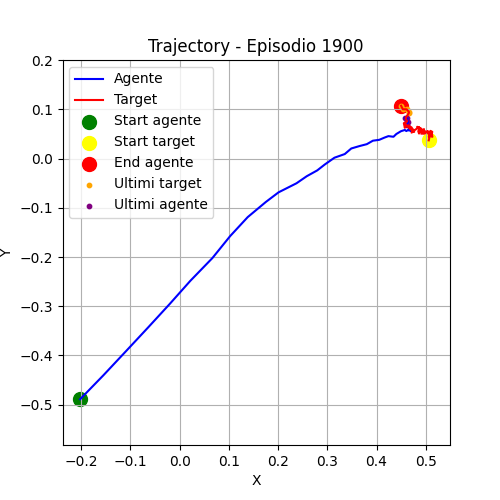 Trajectory - Episodio 1900
Agente
Target
Start agente
Start target
End agente
Ultimi target
Ultimi agente
0.2
0.1
0.0
−0.1
−0.2
−0.3
−0.4
−0.5
Y
−0.2
−0.1
0.0
0.1
0.2
0.3
0.4
0.5
X